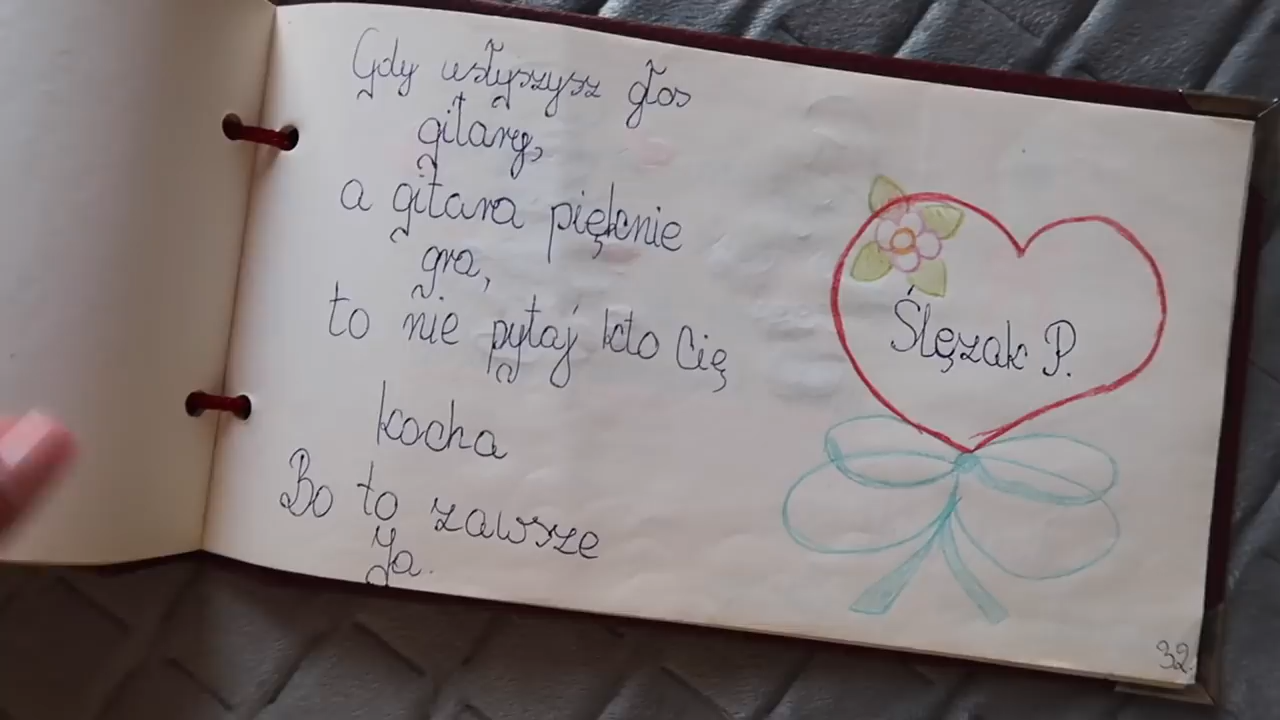 Gdy usłyszysz głos
gitary,
a gitara pięknie
gra,
to nie pytaj kto Cię
kocha
Bo to zawsze
Ja.
Ślęzak P.
32.